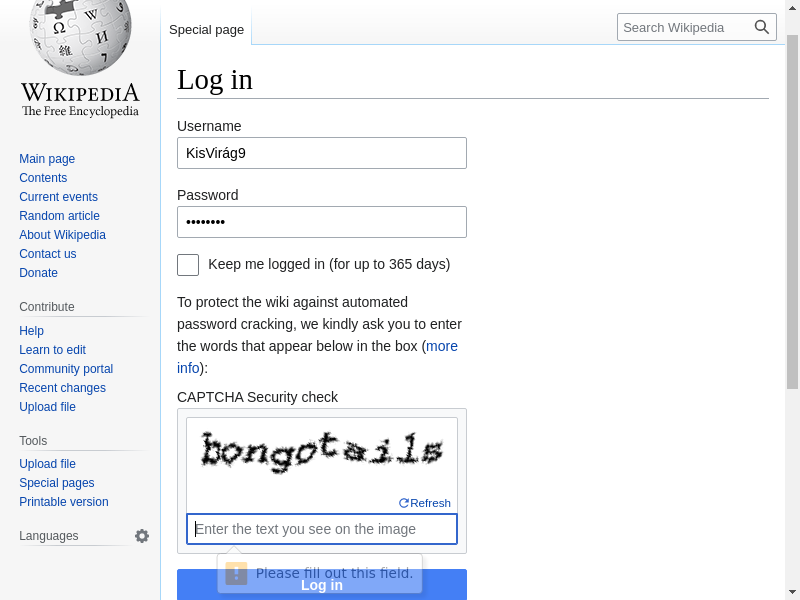 Special page
Search Wikipedia
Ω
W
И
維
WIKIPEDIA
The Free Encyclopedia
Main page
Contents
Current events
Random article
About Wikipedia
Contact us
Donate
Contribute
Help
Learn to edit
Community portal
Recent changes
Upload file
Tools
Upload file
Special pages
Printable version
Languages
Log in
Username
KisVirág9
Password
••••••••
Keep me logged in (for up to 365 days)
To protect the wiki against automated
password cracking, we kindly ask you to enter
the words that appear below in the box (more
info):
CAPTCHA Security check
bongotails
Refresh
Enter the text you see on the image
Please fill out this field.
Log in